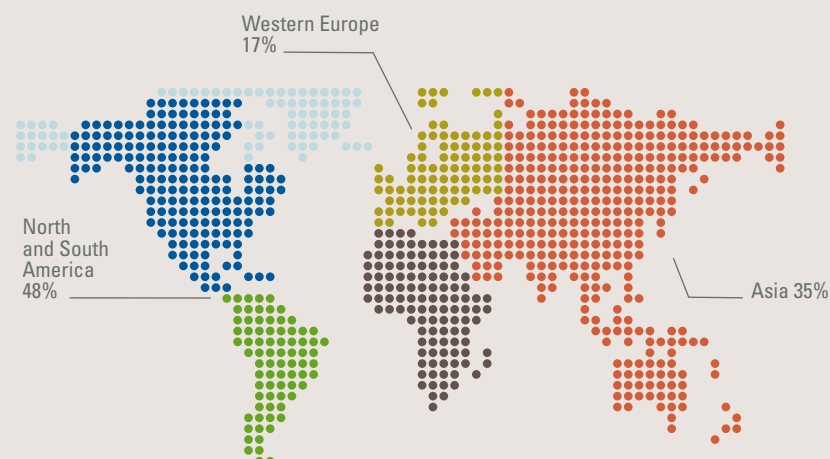 Western Europe
17%
North
and South
America
48%
Asia 35%